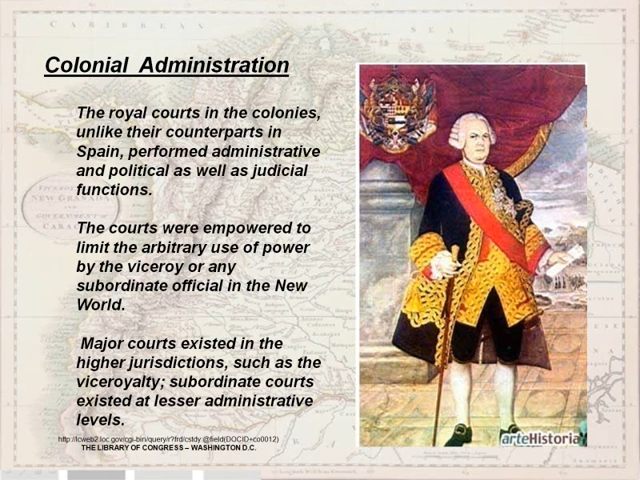 Colonial  Administration
The royal courts in the colonies,
unlike their counterparts in
Spain, performed administrative
and political as well as judicial
functions.
The courts were empowered to
limit the arbitrary use of power
by the viceroy or any
subordinate official in the New
World.
Major courts existed in the
higher jurisdictions, such as the
viceroyalty; subordinate courts
existed at lesser administrative
levels.
http://lcweb2.loc.gov/cgi-bin/query/r?frd/cstdy:@field(DOCID+co0012)
THE LIBRARY OF CONGRESS – WASHINGTON D.C.
arteHistoria
CARIBBEAN
SEA
NEW GRANADA